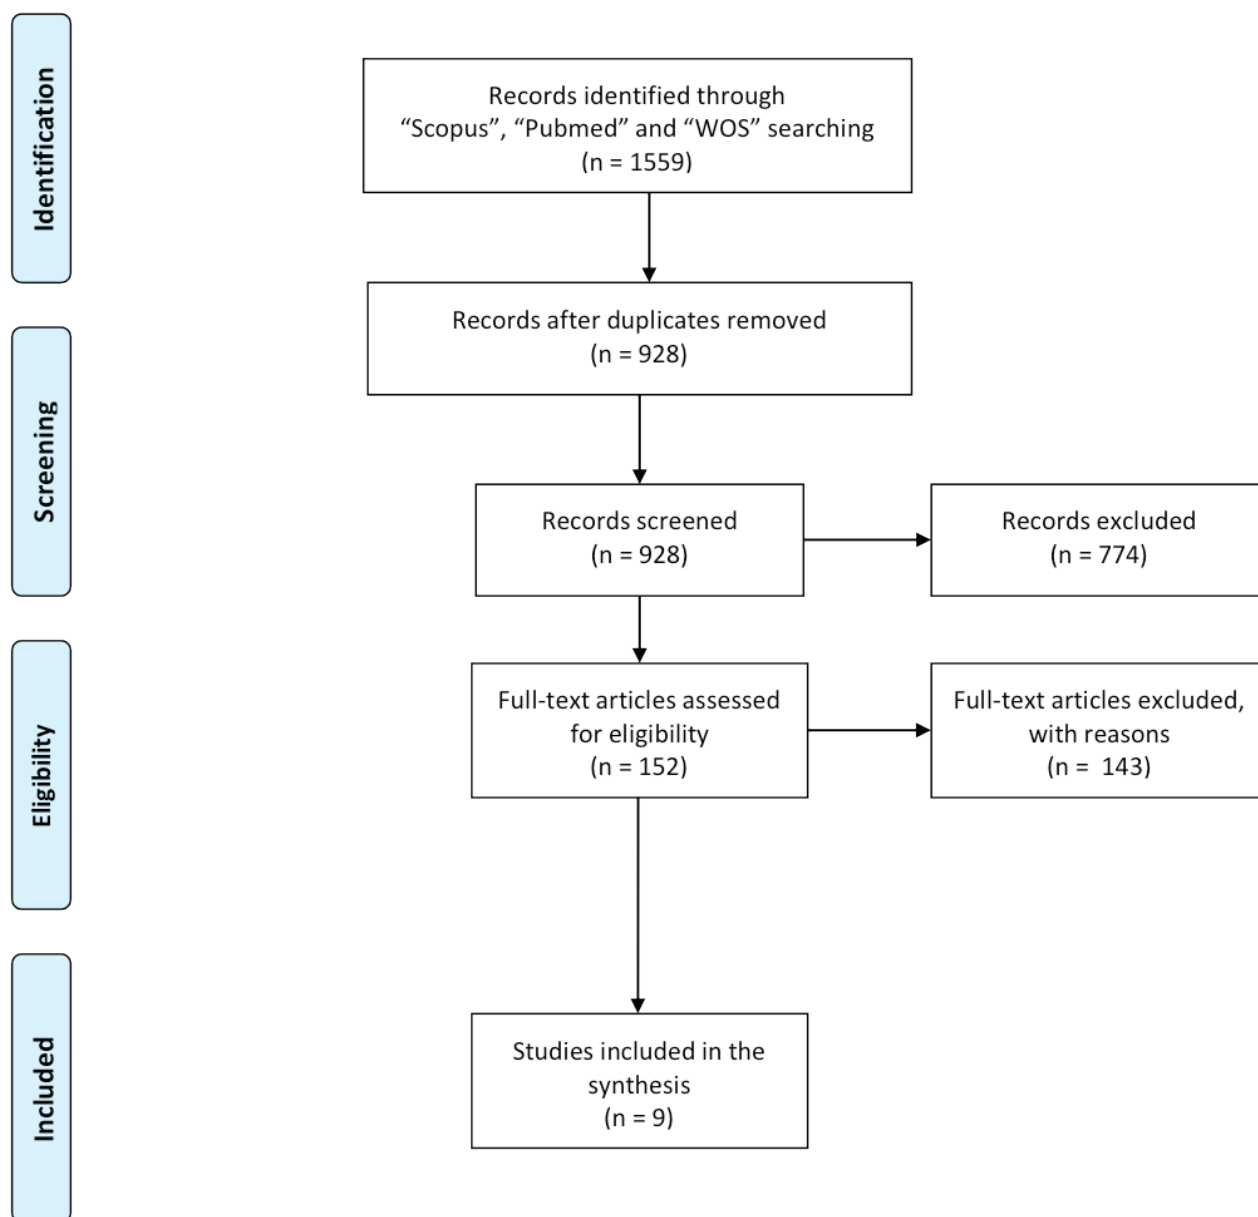 Identification
Records identified through
“Scopus”, “Pubmed” and “WOS” searching
(n = 1559)
Records after duplicates removed
(n = 928)
Screening
Records screened
(n = 928)
Records excluded
(n = 774)
Eligibility
Full-text articles assessed
for eligibility
(n = 152)
Full-text articles excluded,
with reasons
(n = 143)
Included
Studies included in the
synthesis
(n = 9)